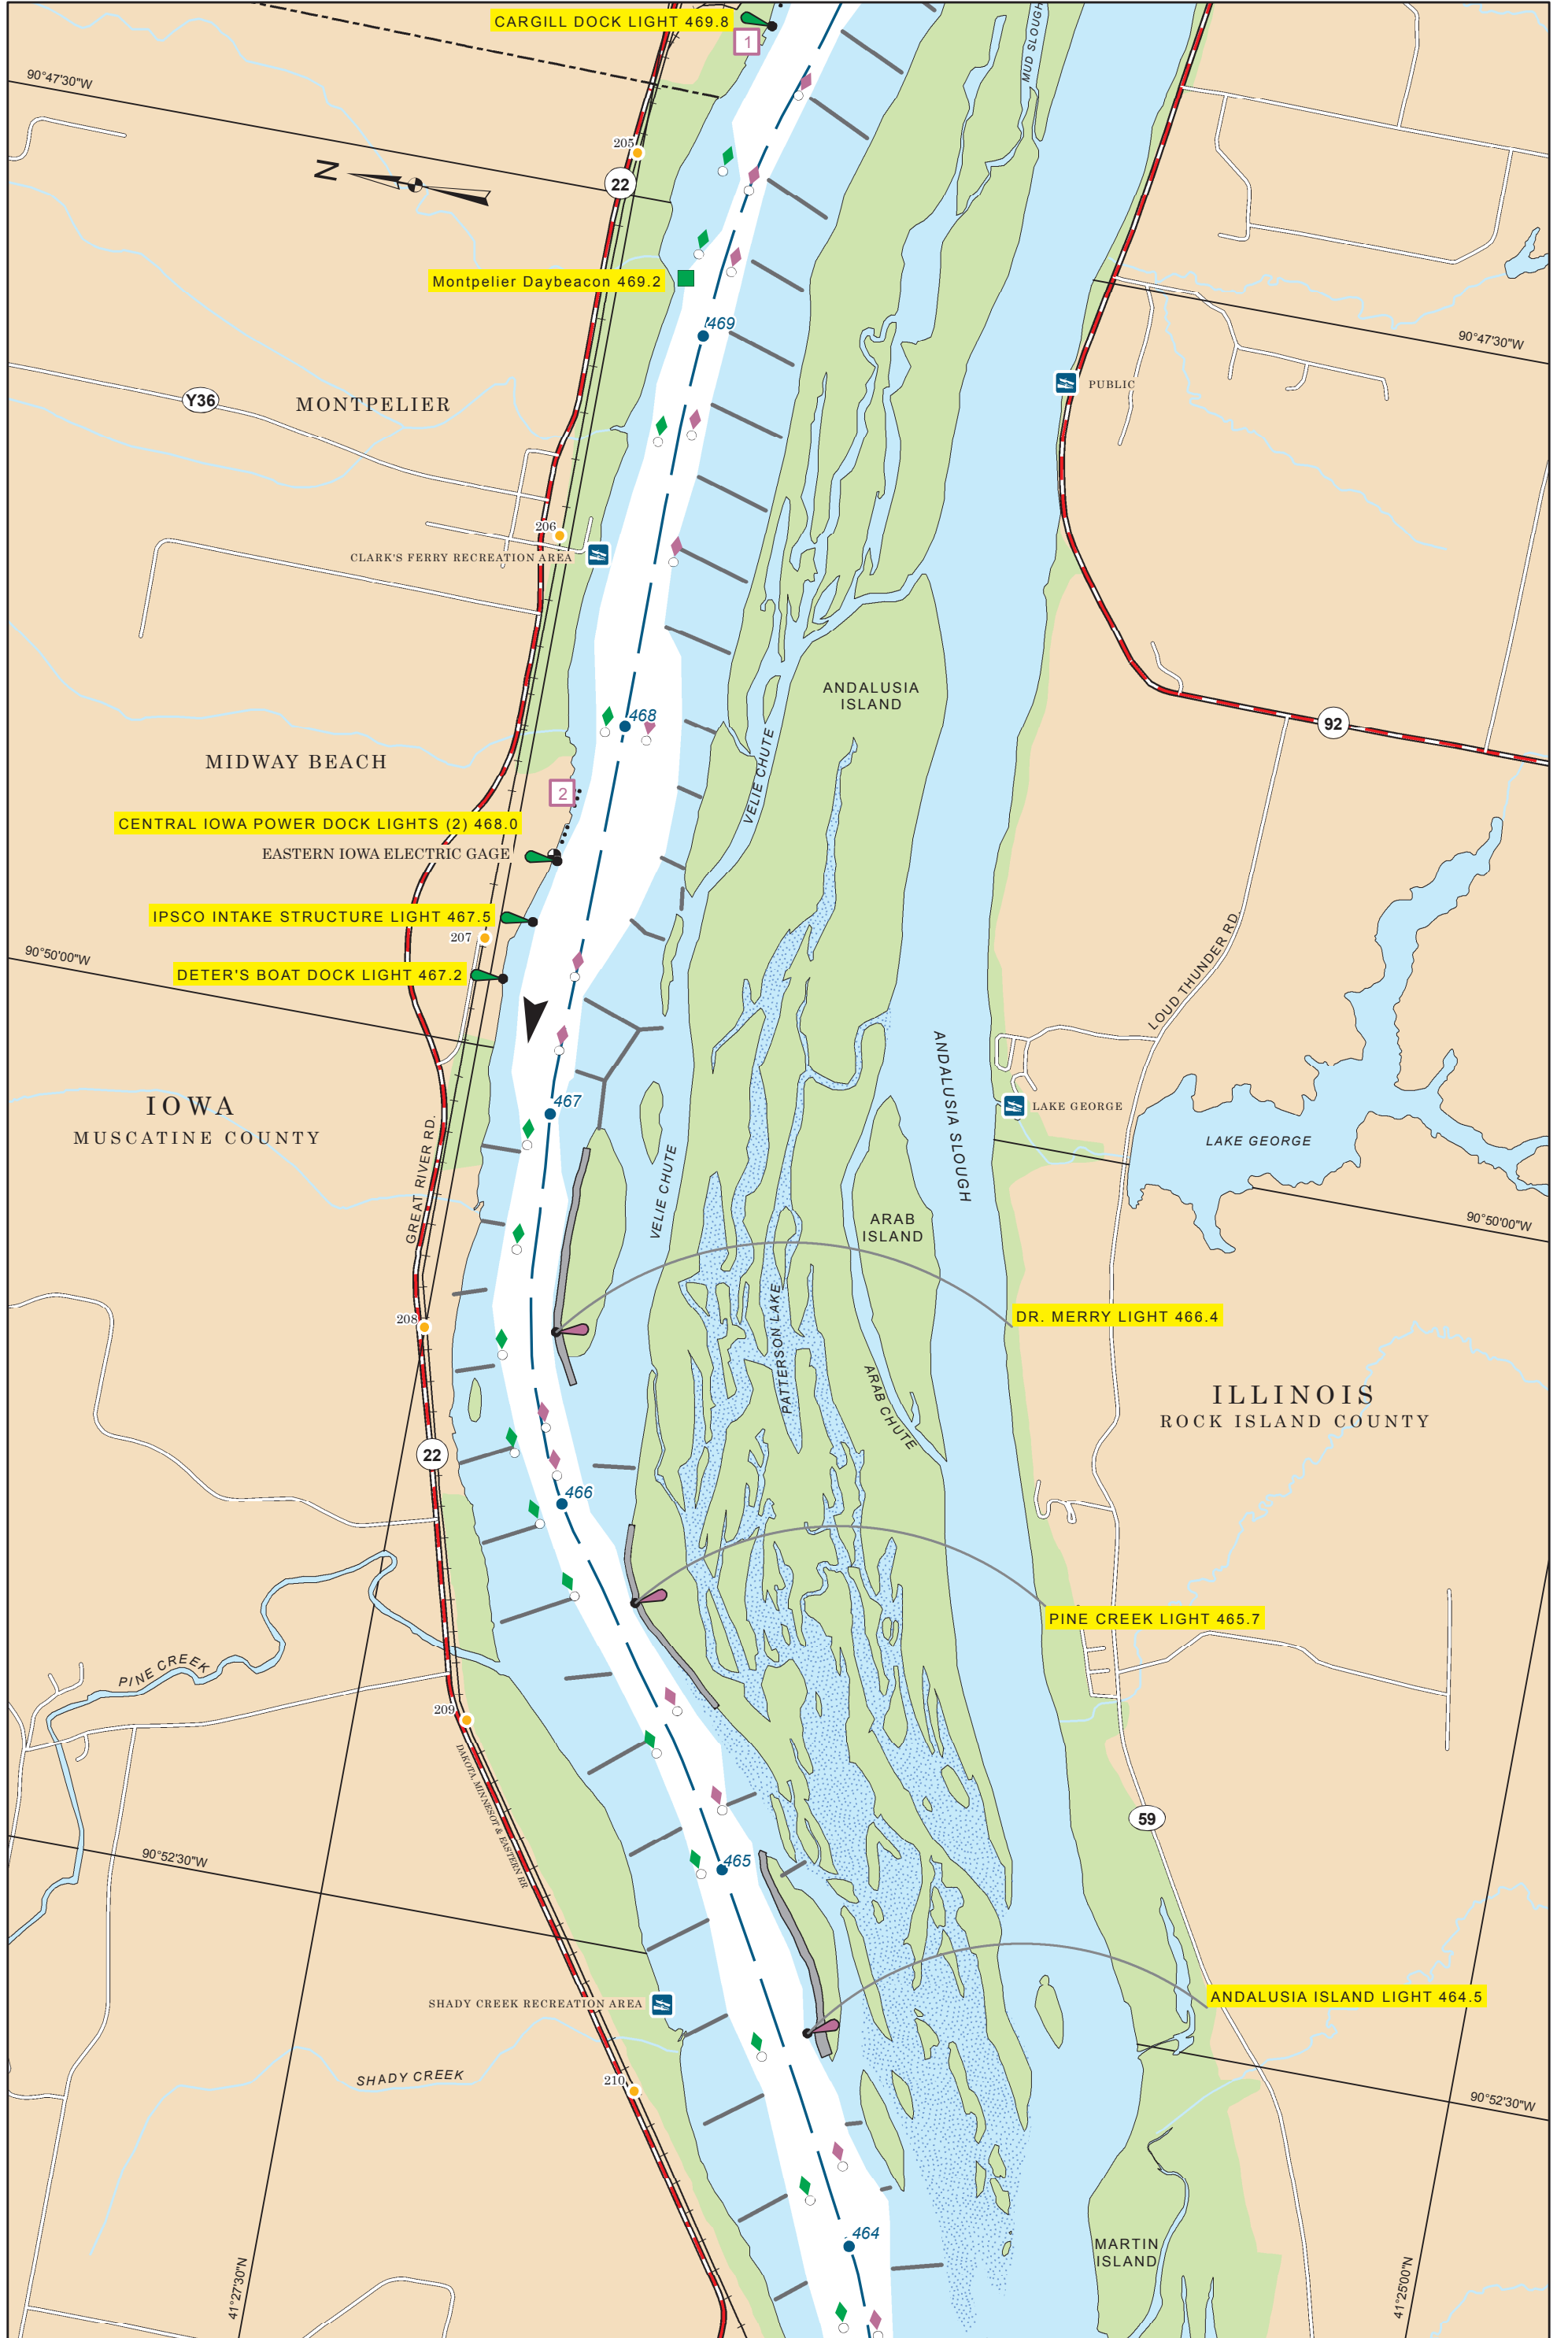 CARGILL DOCK LIGHT 469.8
1
MUD SLOUGH
90°47'30"W
205
22
N
Montpelier Daybeacon 469.2
469
90°47'30"W
PUBLIC
Y36
MONTPELIER
206
CLARK'S FERRY RECREATION AREA
ANDALUSIA
ISLAND
468
92
VELIE CHUTE
MIDWAY BEACH
2
CENTRAL IOWA POWER DOCK LIGHTS (2) 468.0
EASTERN IOWA ELECTRIC GAGE
IPSCO INTAKE STRUCTURE LIGHT 467.5
207
LOUD THUNDER RD.
90°50'00"W
DETER'S BOAT DOCK LIGHT 467.2
ANDALUSIA SLOUGH
467
IOWA
MUSCATINE COUNTY
LAKE GEORGE
LAKE GEORGE
GREAT RIVER RD.
VELIE CHUTE
ARAB
ISLAND
90°50'00"W
208
DR. MERRY LIGHT 466.4
PATTERSON LAKE
ARAB CHUTE
ILLINOIS
ROCK ISLAND COUNTY
22
466
PINE CREEK LIGHT 465.7
PINE CREEK
209
DAKOTA, MINNESOT & EASTERN RR
59
90°52'30"W
465
SHADY CREEK RECREATION AREA
ANDALUSIA ISLAND LIGHT 464.5
SHADY CREEK
210
90°52'30"W
464
MARTIN
ISLAND
41°27'30"N
41°25'00"N